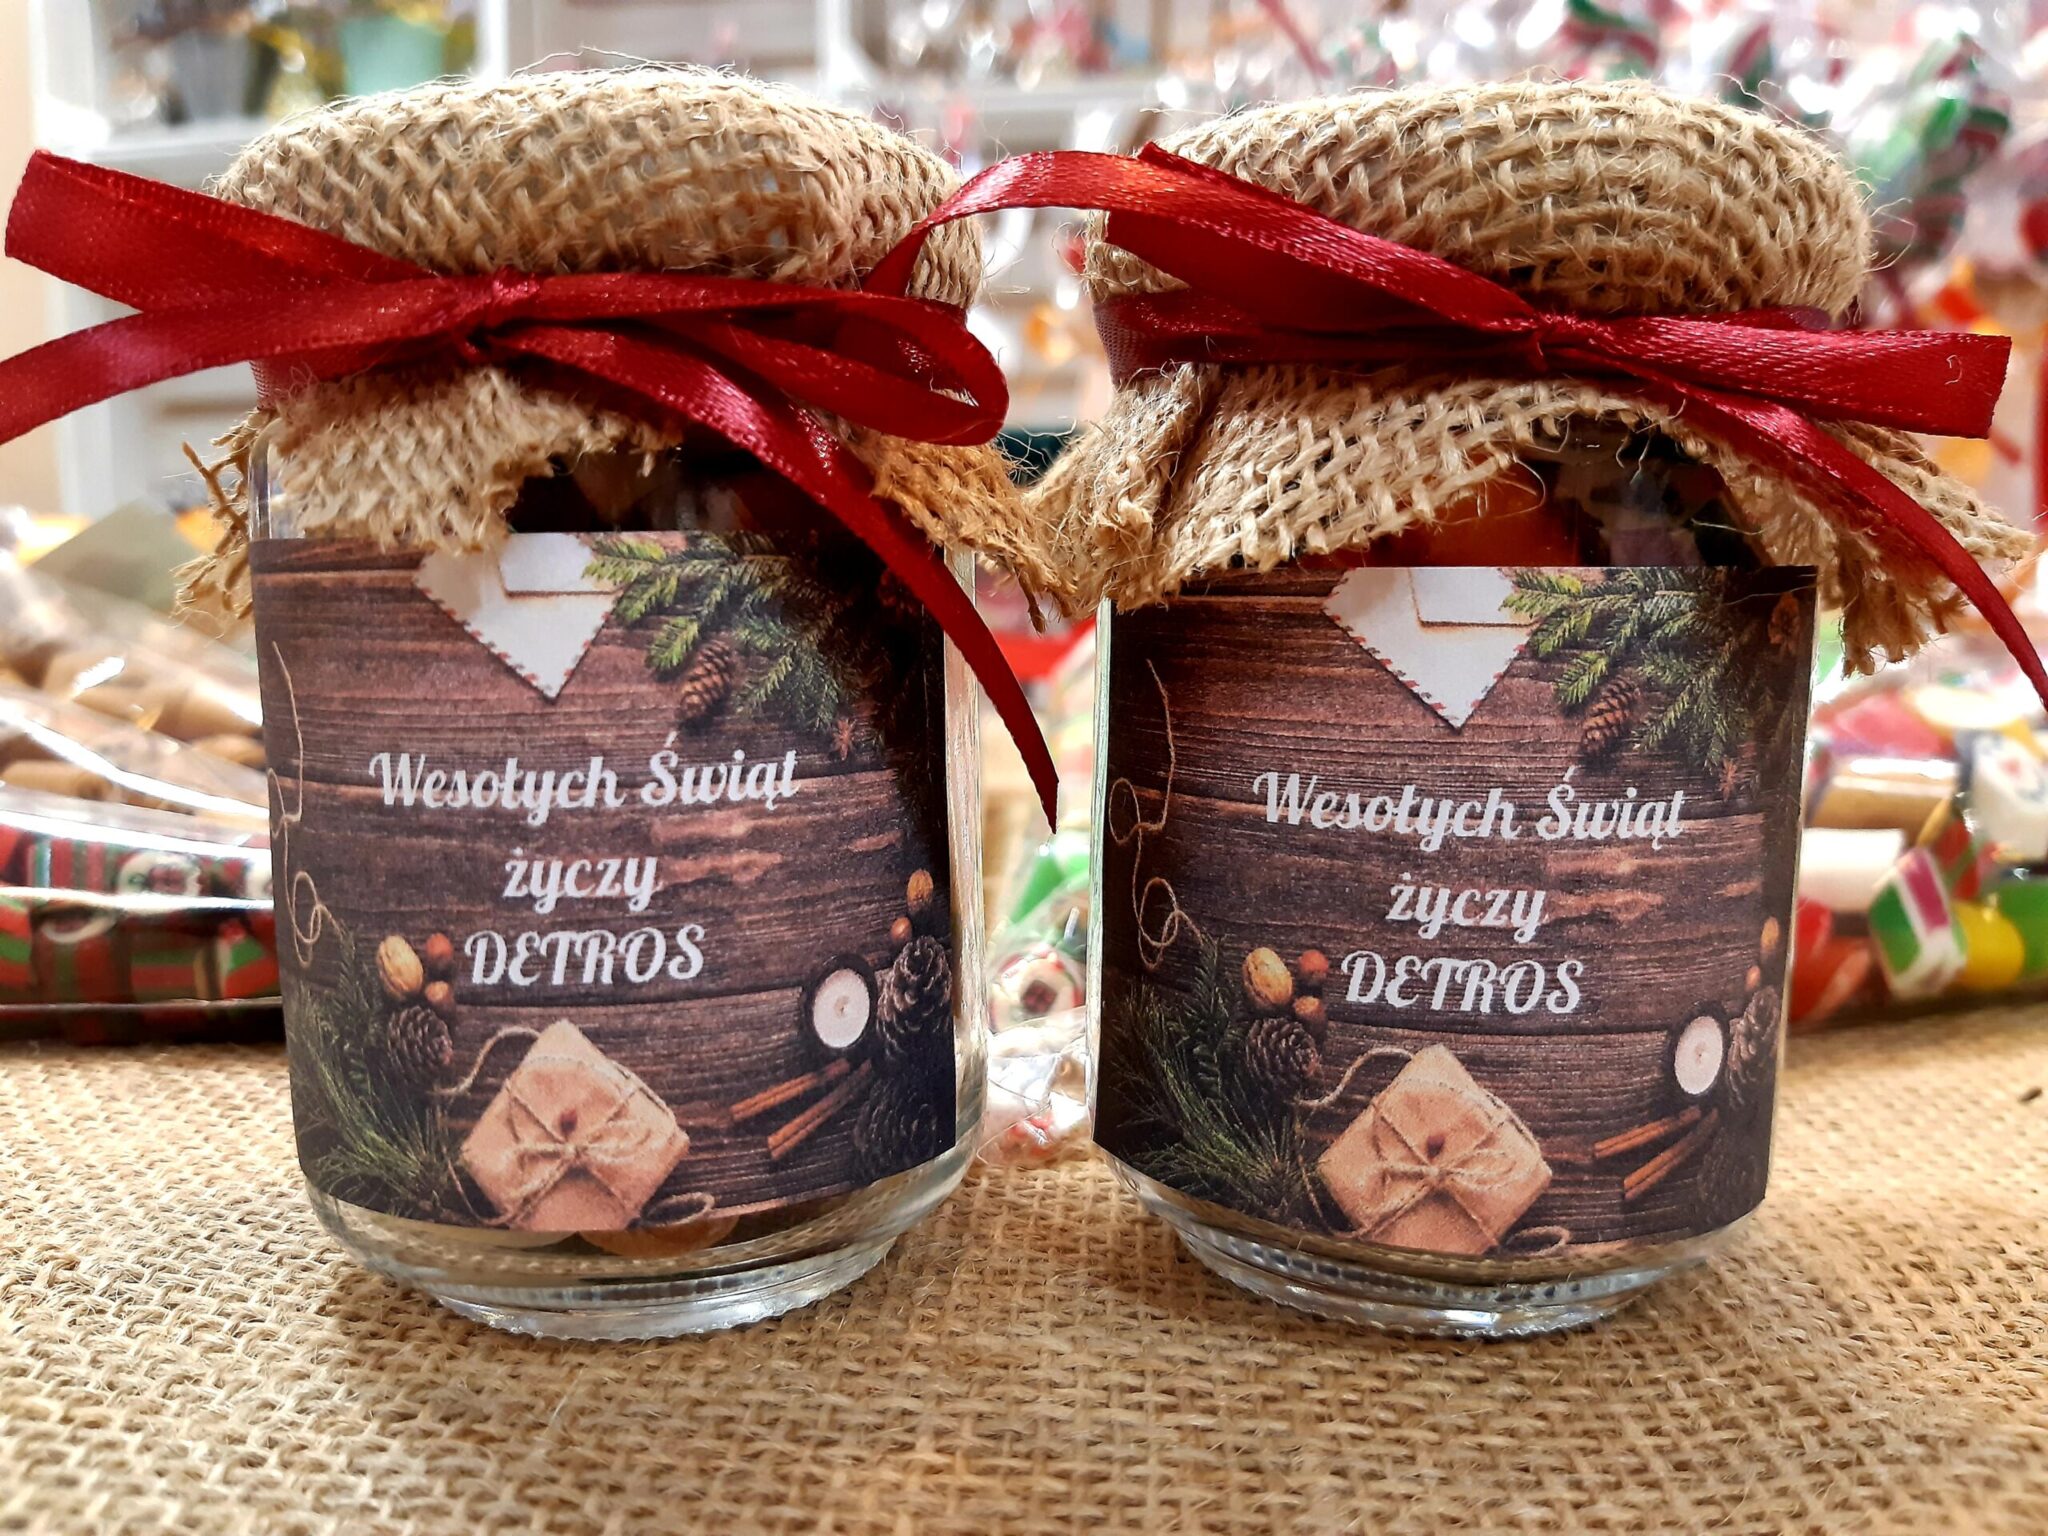 Wesołych Świąt
życzy
DETROS
Wesołych Świąt
życzy
DETROS